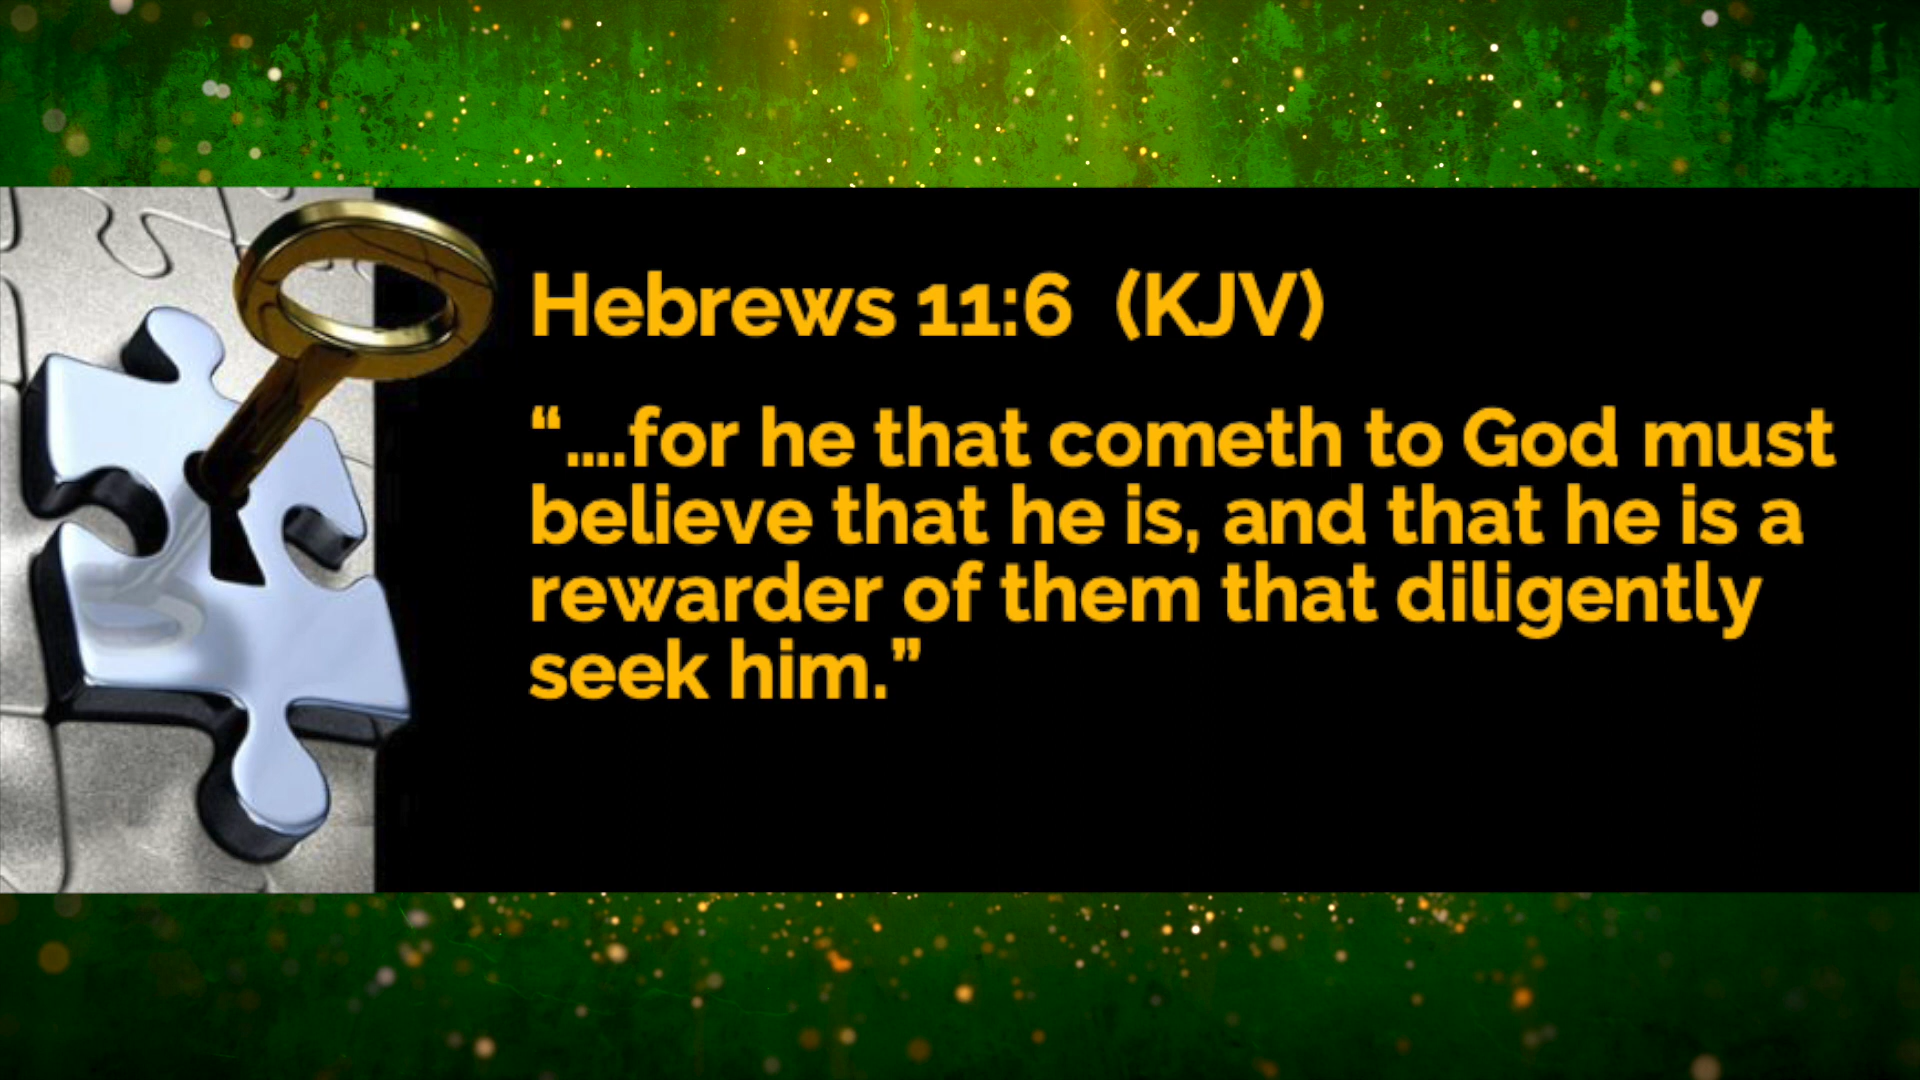 Hebrews 11:6  (KJV)
“....for he that cometh to God must
believe that he is, and that he is a
rewarder of them that diligently
seek him.”